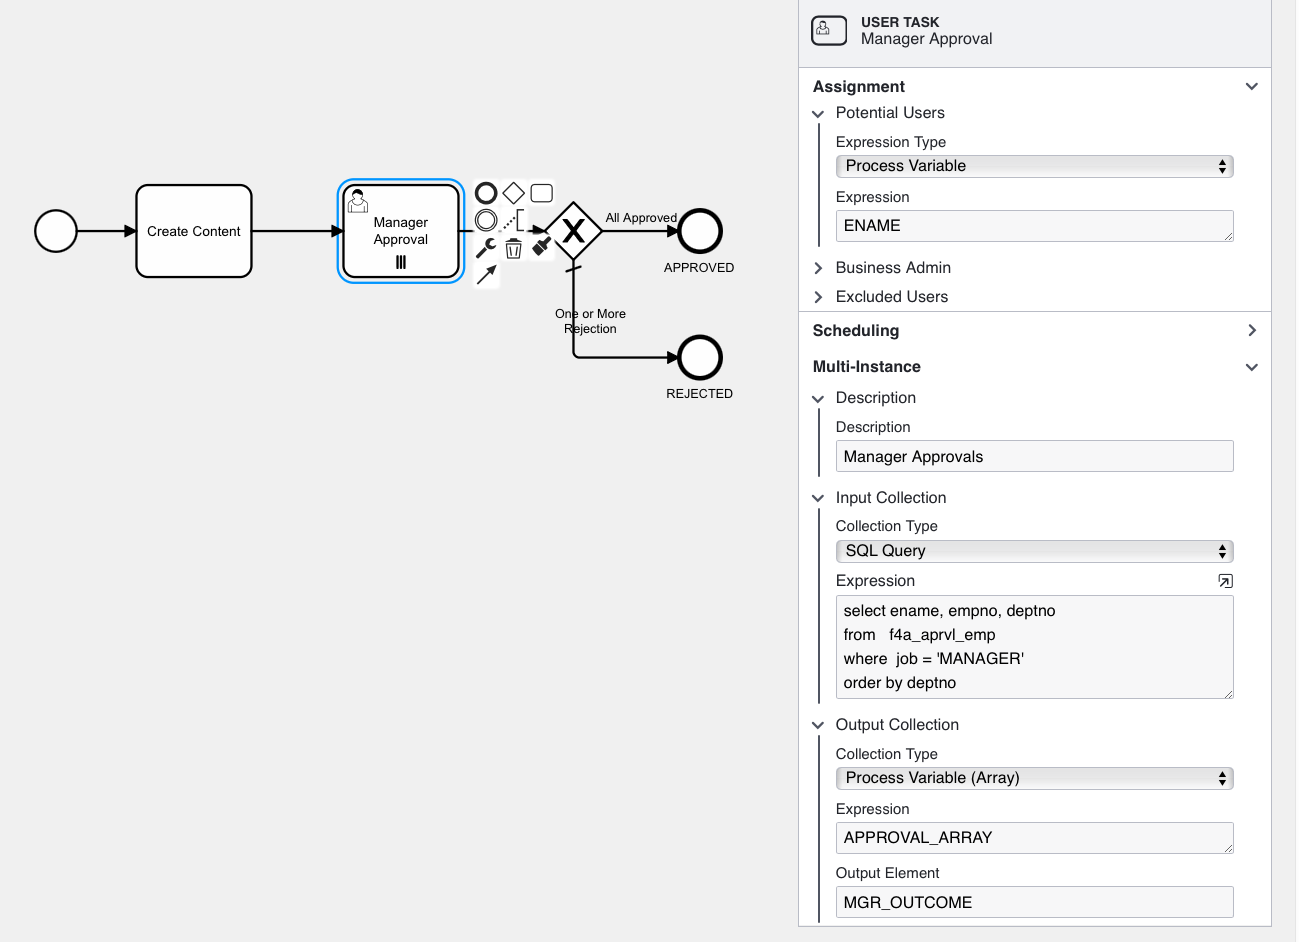 Create Content
Manager
Approval
X
All Approved
APPROVED
One or More
Rejection
REJECTED
USER TASK
Manager Approval
Assignment
Potential Users
Expression Type
Process Variable
Expression
ENAME
Business Admin
Excluded Users
Scheduling
Multi-Instance
Description
Description
Manager Approvals
Input Collection
Collection Type
SQL Query
Expression
select ename, empno, deptno
from   f4a_aprvl_emp
where  job = 'MANAGER'
order by deptno
Output Collection
Collection Type
Process Variable (Array)
Expression
APPROVAL_ARRAY
Output Element
MGR_OUTCOME